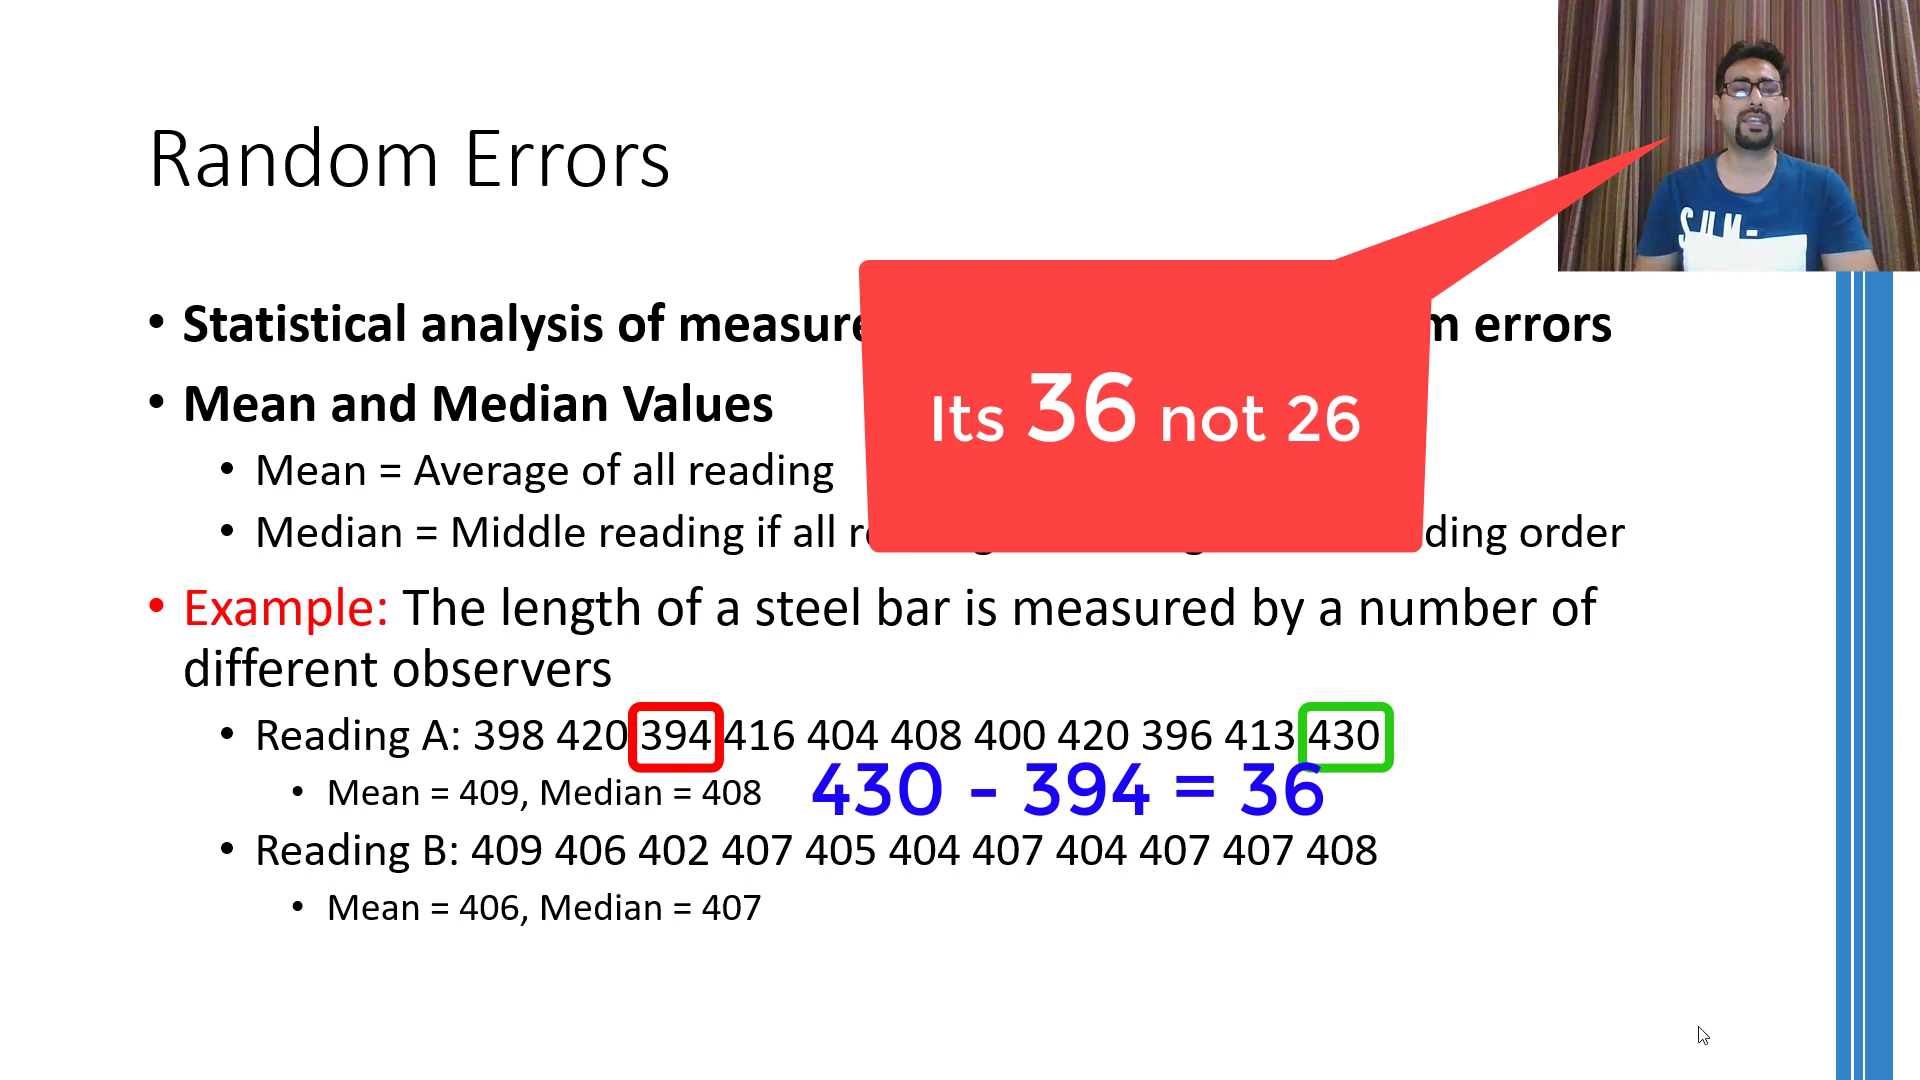 Random Errors
• Statistical analysis of measure m errors
• Mean and Median Values
Its 36 not 26
• Mean = Average of all reading
• Median = Middle reading if all ding order
• Example: The length of a steel bar is measured by a number of
different observers
• Reading A: 398 420 394 416 404 408 400 420 396 413 430
• Mean = 409, Median = 408
430 - 394 = 36
• Reading B: 409 406 402 407 405 404 407 404 407 407 408
• Mean = 406, Median = 407